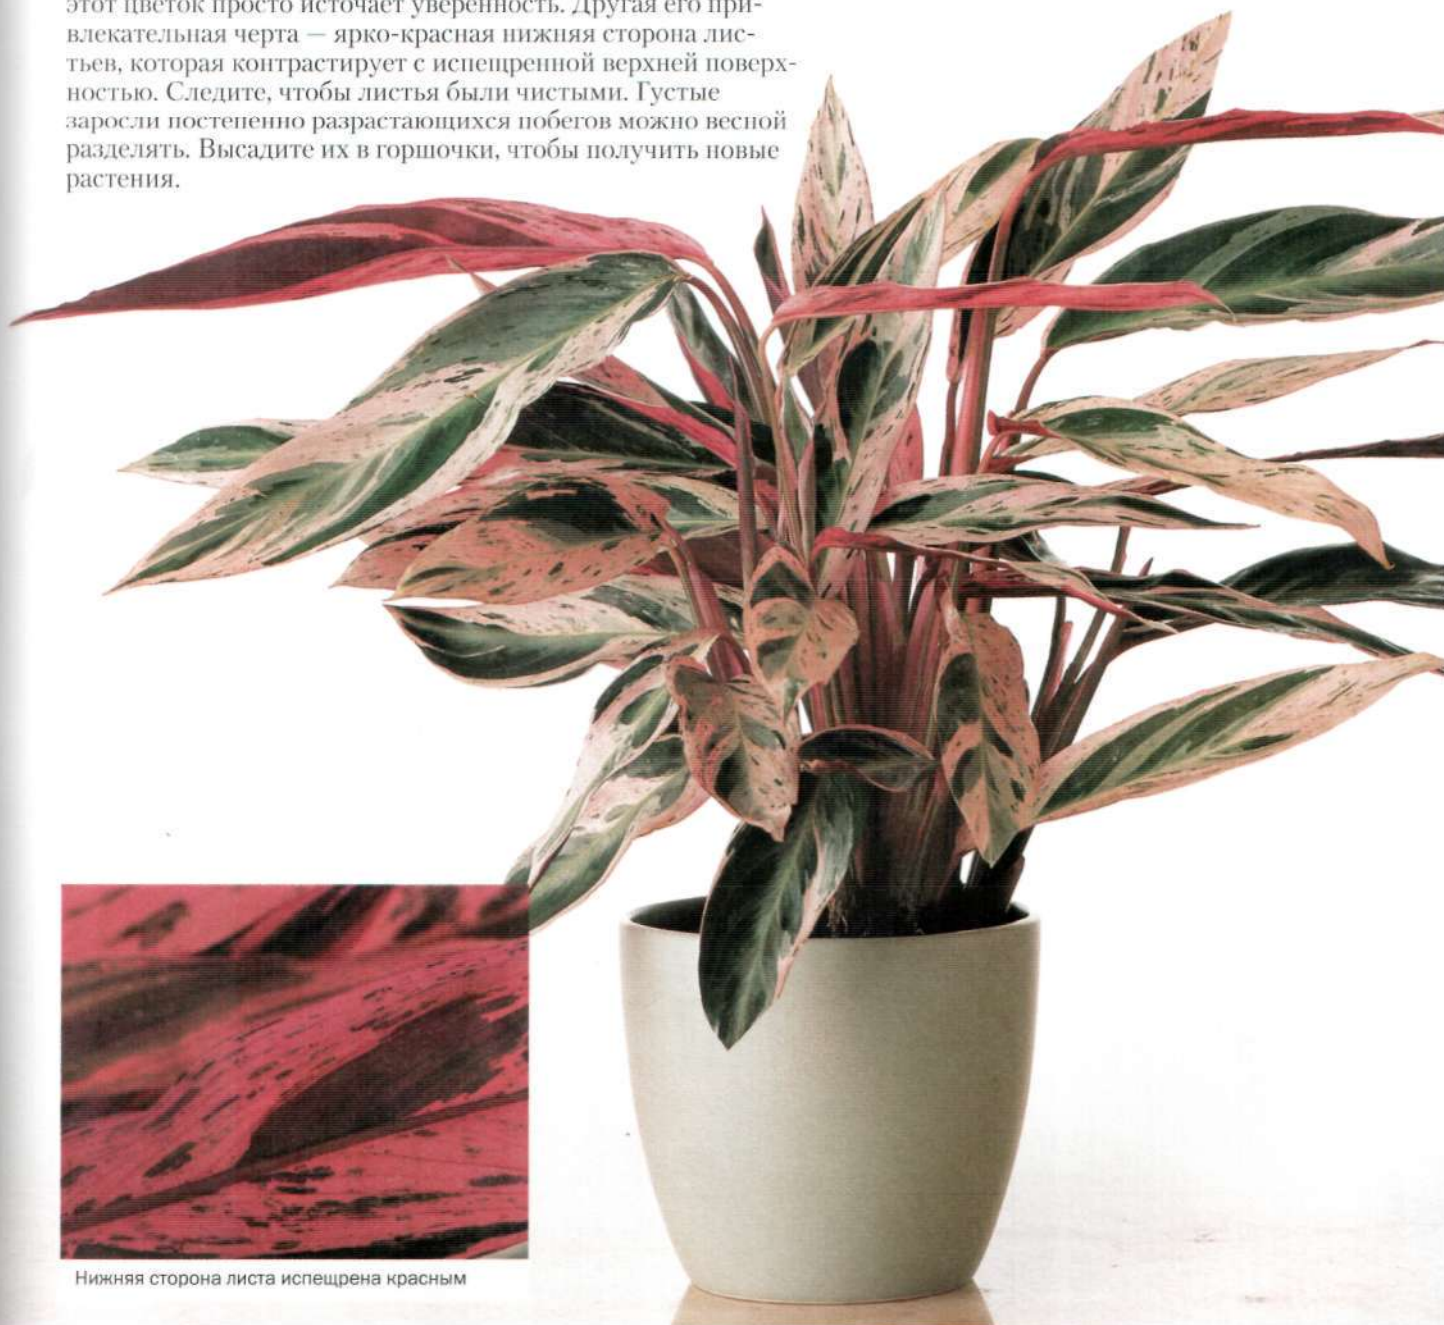 этот цветок просто источает уверенность. Другая его при-
влекательная черта — ярко-красная нижняя сторона лис-
тьев, которая контрастирует с испещренной верхней поверх-
ностью. Следите, чтобы листья были чистыми. Густые
заросли постепенно разрастающихся побегов можно весной
разделять. Высадите их в горшочки, чтобы получить новые
растения.
Нижняя сторона листа испещрена красным